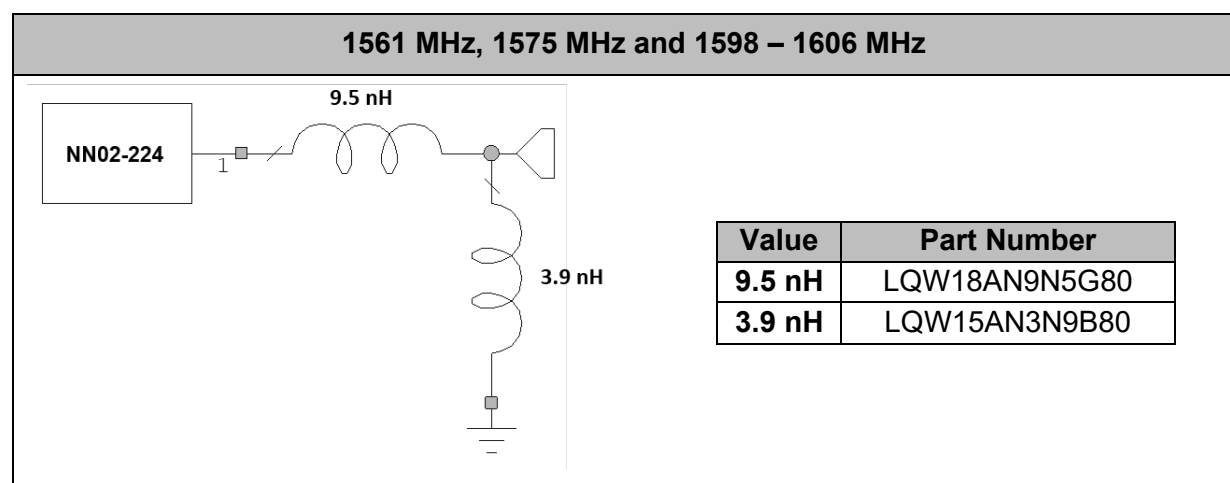 1561 MHz, 1575 MHz and 1598 – 1606 MHz
9.5 nH
NN02-224
1
3.9 nH
Value Part Number
9.5 nH LQW18AN9N5G80
3.9 nH LQW15AN3N9B80